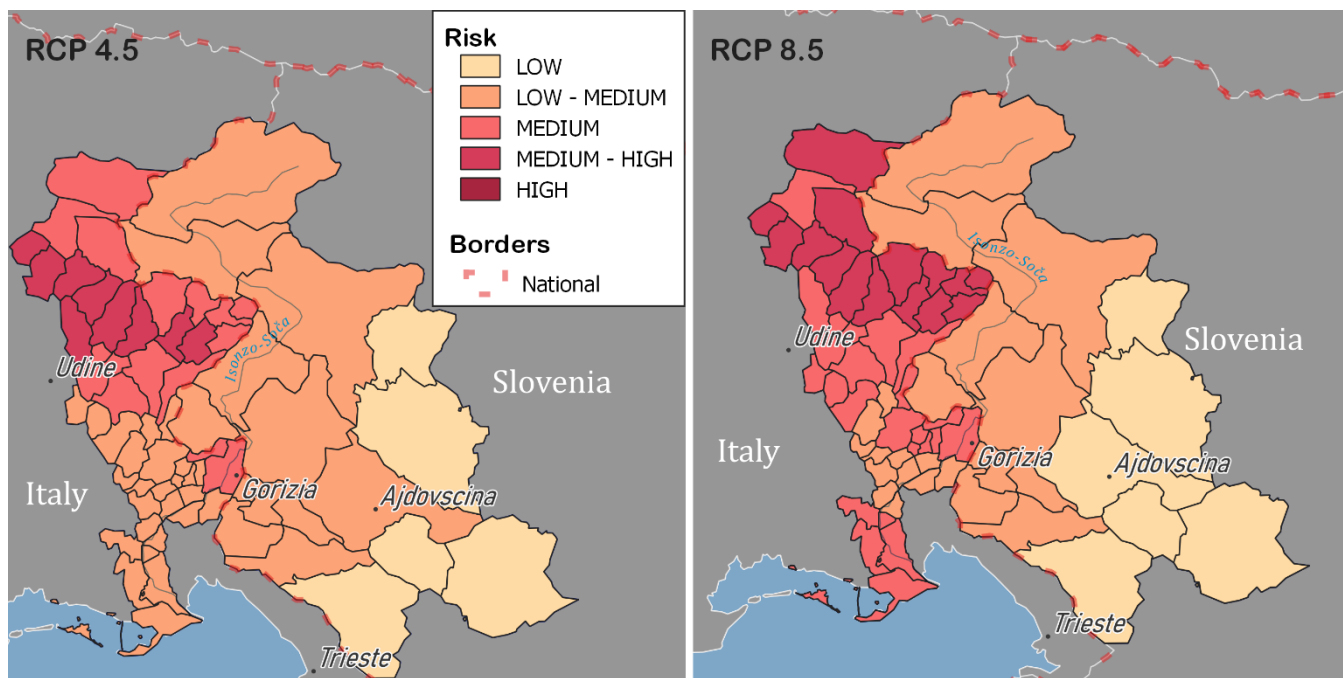 RCP 4.5
Risk
LOW
LOW - MEDIUM
MEDIUM
MEDIUM - HIGH
HIGH
Borders
National
Isonzo-Soča
Udine
Slovenia
Italy
Gorizia
Ajdovscina
Trieste
RCP 8.5
Isonzo-Soča
Udine
Slovenia
Italy
Gorizia
Ajdovscina
Trieste